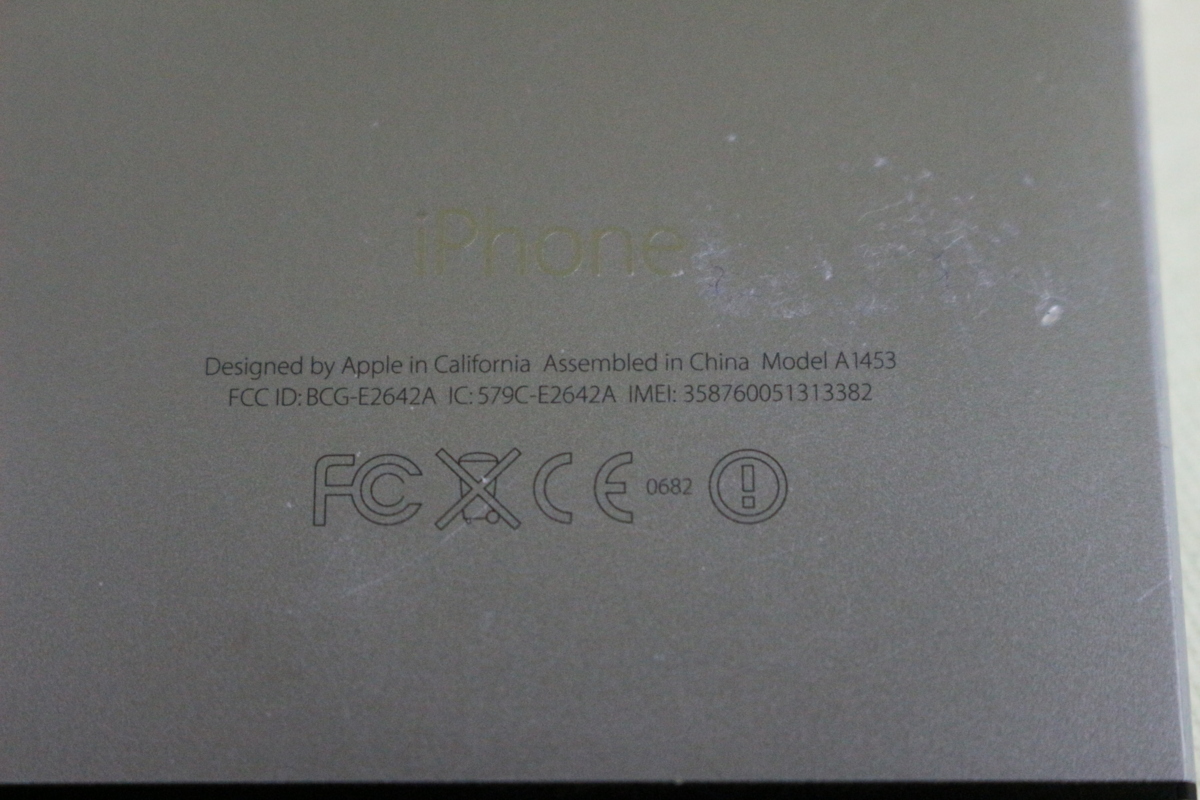 iPhone
Designed by Apple in California Assembled in China Model A1453
FCC ID: BCG-E2642A IC: 579C-E2642A IMEI: 358760051313382
FC CE 0682